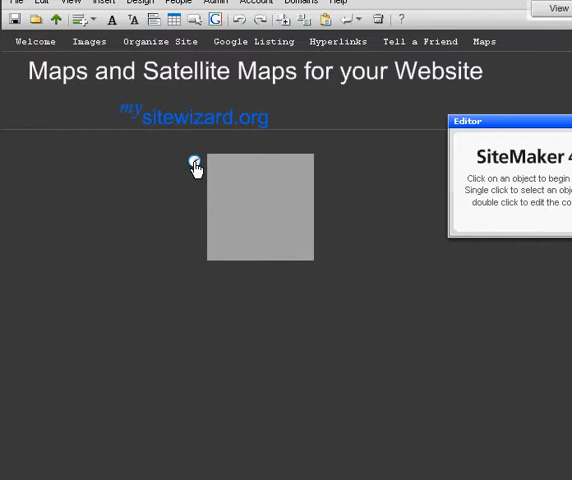 File Edit View Insert Design People Admin Account Domains Help
View
Welcome Images Organize Site Google Listing Hyperlinks Tell a Friend Maps
Maps and Satellite Maps for your Website
mysitewizard.org
Editor
SiteMaker 4
Click on an object to begin
Single click to select an obje
double click to edit the co